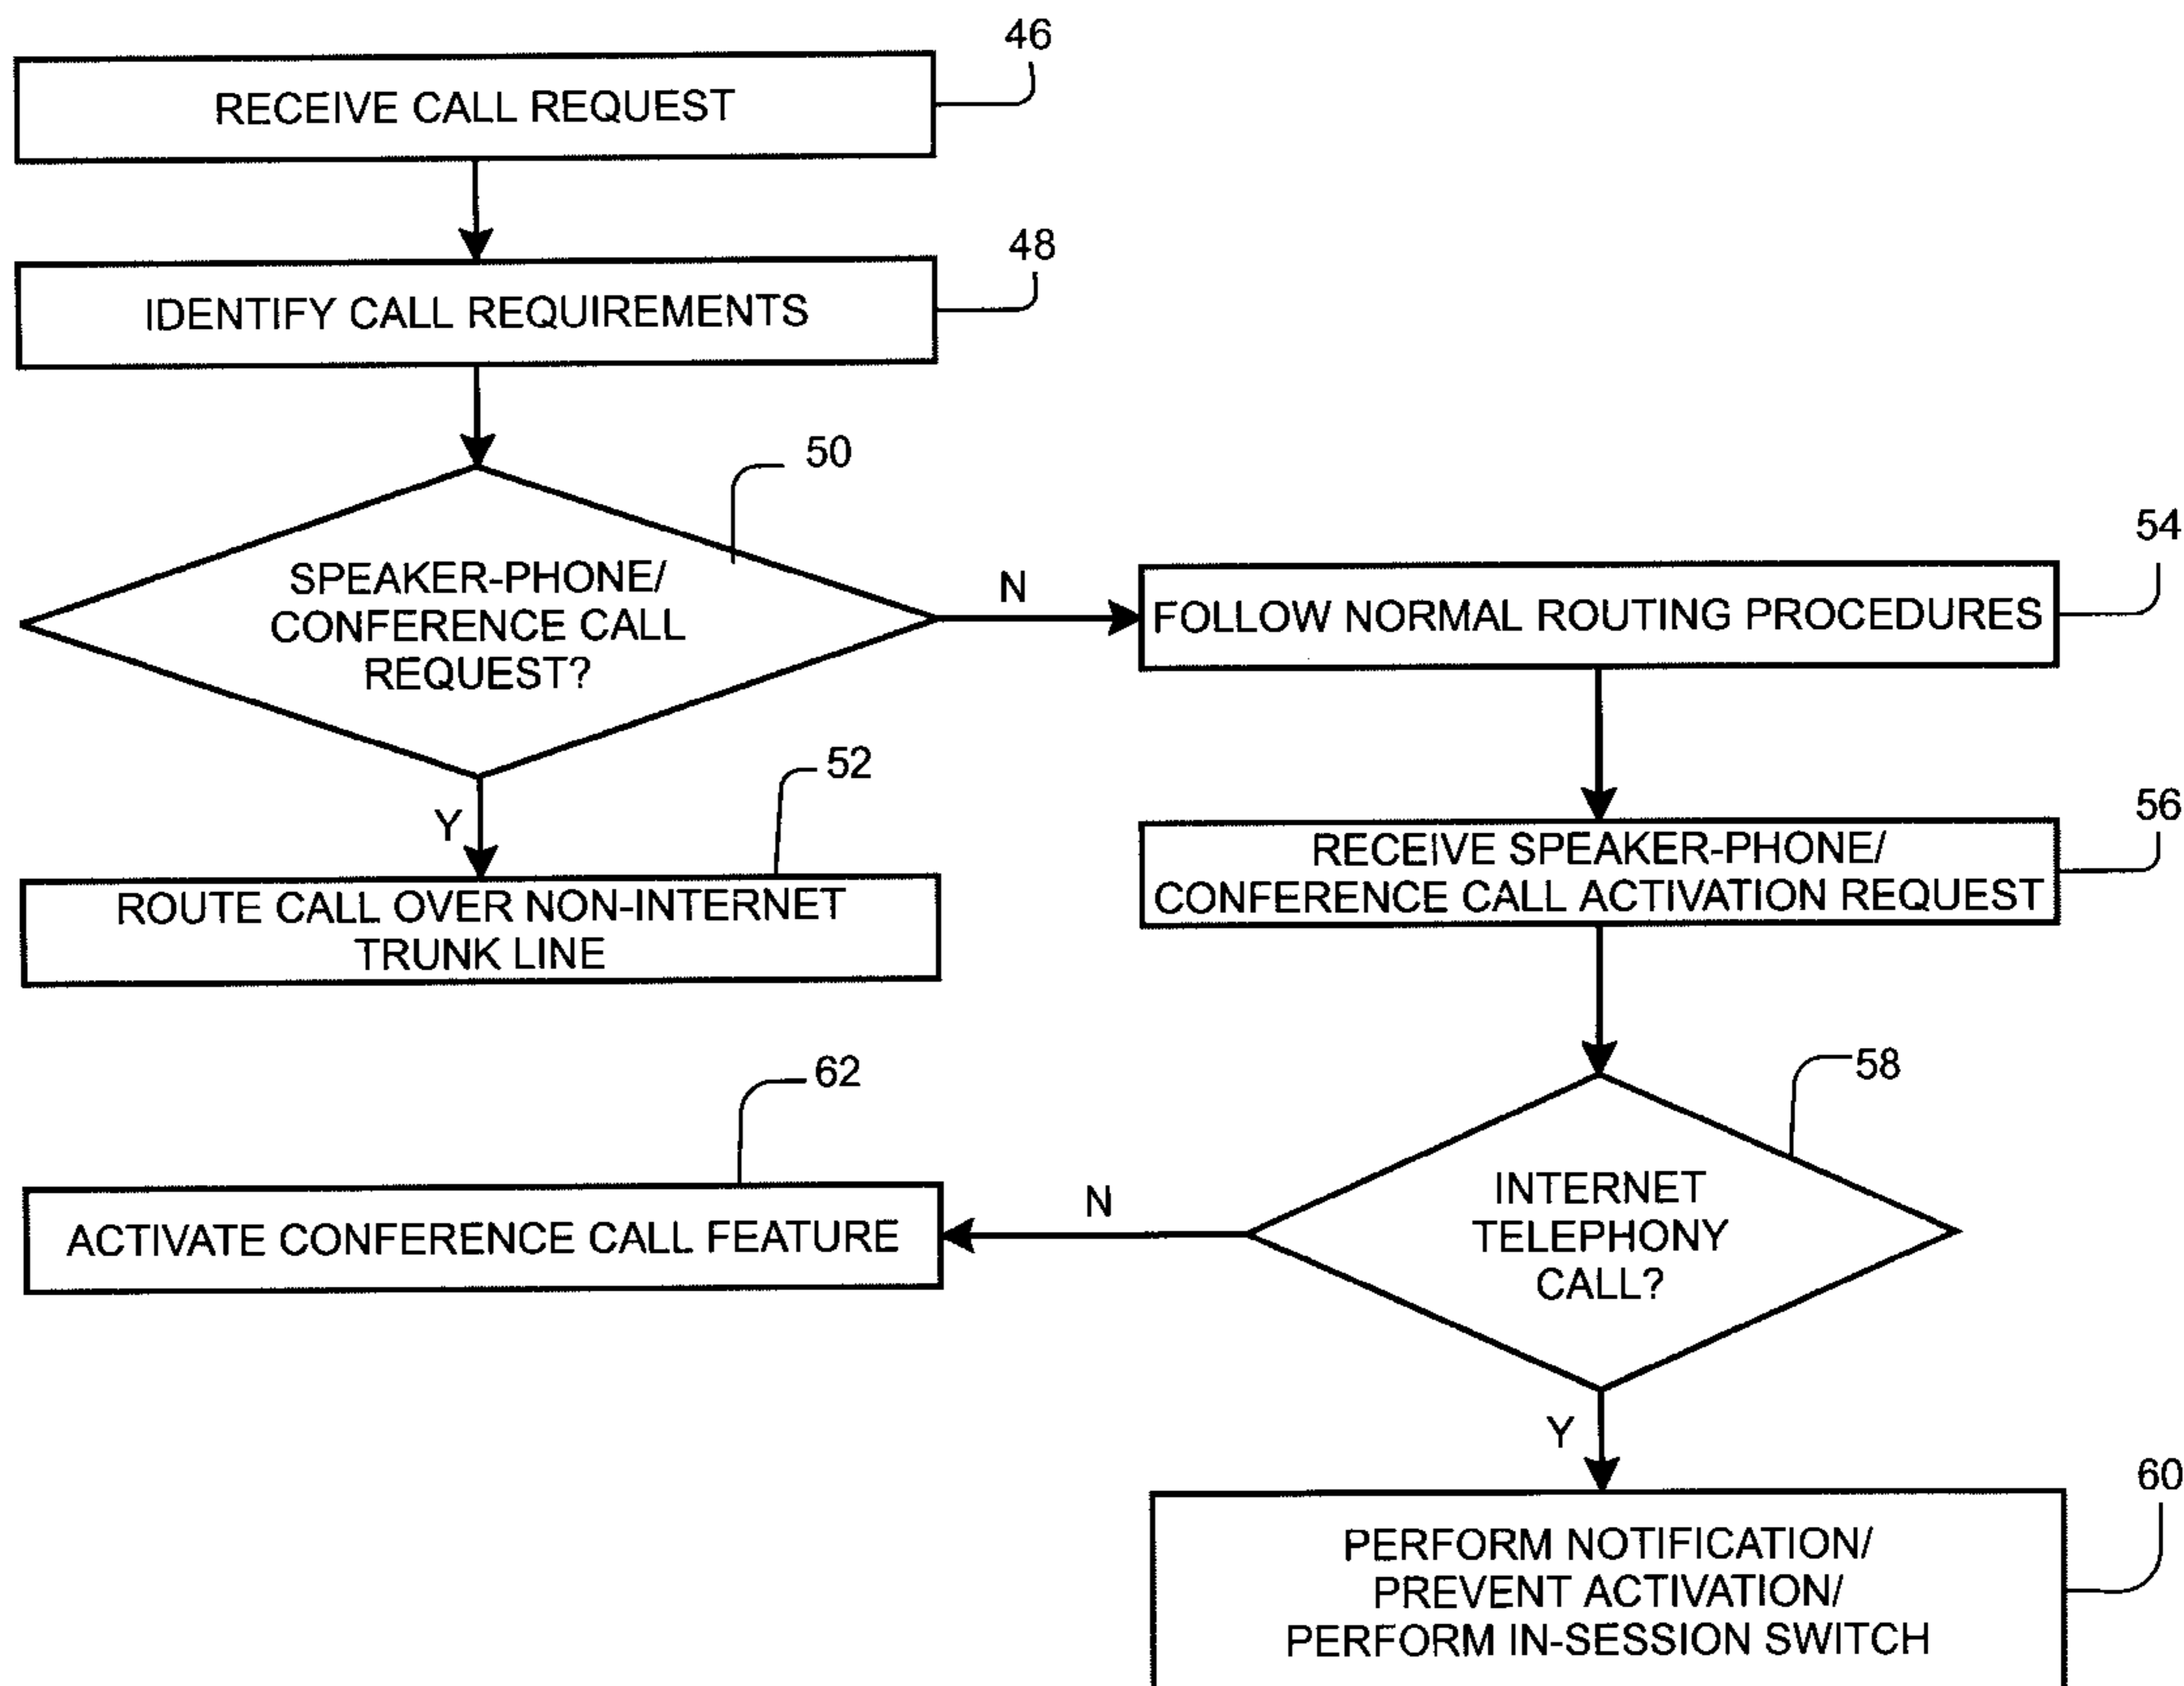 46
RECEIVE CALL REQUEST
48
IDENTIFY CALL REQUIREMENTS
50
SPEAKER-PHONE/
CONFERENCE CALL
REQUEST?
N
54
FOLLOW NORMAL ROUTING PROCEDURES
Y
52
ROUTE CALL OVER NON-INTERNET
TRUNK LINE
56
RECEIVE SPEAKER-PHONE/
CONFERENCE CALL ACTIVATION REQUEST
58
INTERNET
TELEPHONY
CALL?
N
62
ACTIVATE CONFERENCE CALL FEATURE
Y
60
PERFORM NOTIFICATION/
PREVENT ACTIVATION/
PERFORM IN-SESSION SWITCH